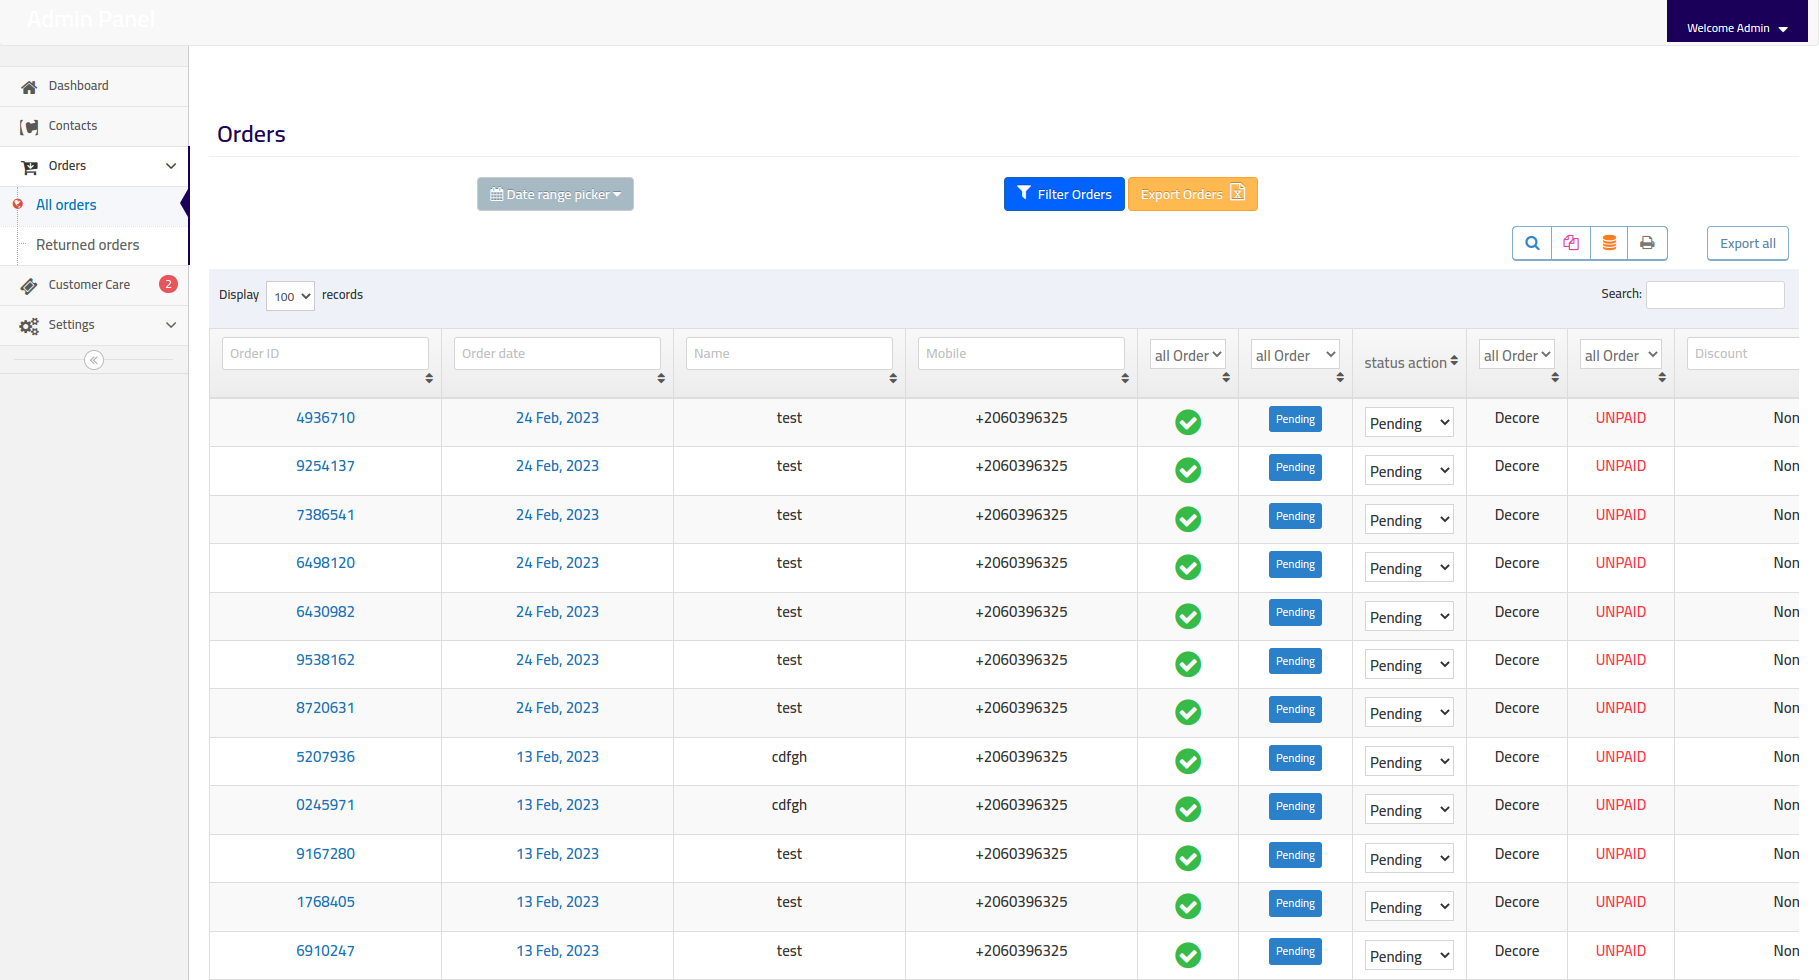 Admin Panel
Welcome Admin
Dashboard
Contacts
Orders
All orders
Returned orders
Customer Care 2
Settings
Orders
Date range picker
Filter Orders Export Orders
Export all
Display 100 records Search:
Order ID Order date Name Mobile all Order all Order status action all Order all Order Discount
4936710 24 Feb, 2023 test +2060396325 Pending Pending Decore UNPAID Non
9254137 24 Feb, 2023 test +2060396325 Pending Pending Decore UNPAID Non
7386541 24 Feb, 2023 test +2060396325 Pending Pending Decore UNPAID Non
6498120 24 Feb, 2023 test +2060396325 Pending Pending Decore UNPAID Non
6430982 24 Feb, 2023 test +2060396325 Pending Pending Decore UNPAID Non
9538162 24 Feb, 2023 test +2060396325 Pending Pending Decore UNPAID Non
8720631 24 Feb, 2023 test +2060396325 Pending Pending Decore UNPAID Non
5207936 13 Feb, 2023 cdfgh +2060396325 Pending Pending Decore UNPAID Non
0245971 13 Feb, 2023 cdfgh +2060396325 Pending Pending Decore UNPAID Non
9167280 13 Feb, 2023 test +2060396325 Pending Pending Decore UNPAID Non
1768405 13 Feb, 2023 test +2060396325 Pending Pending Decore UNPAID Non
6910247 13 Feb, 2023 test +2060396325 Pending Pending Decore UNPAID Non